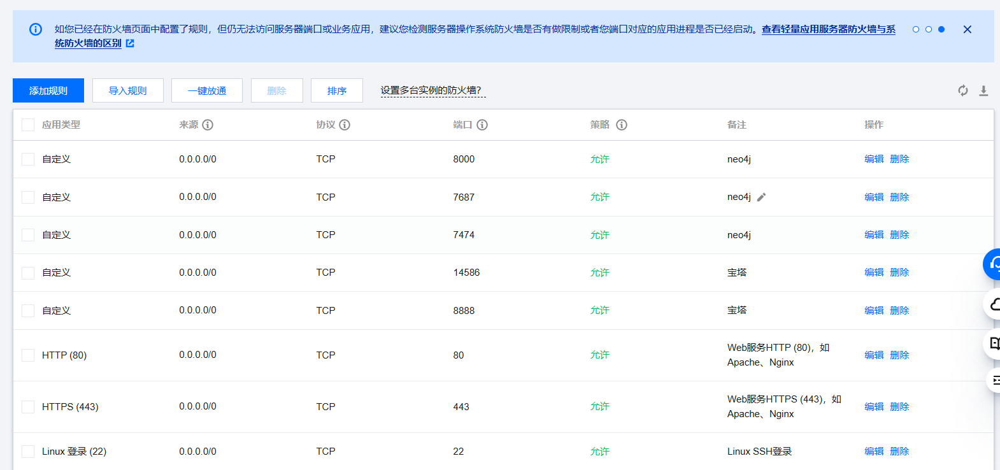 如您已经在防火墙页面中配置了规则，但仍无法访问服务器端口或业务应用，建议您检测服务器操作系统防火墙是否有做限制或者您端口对应的应用进程是否已经启动。查看轻量应用服务器防火墙与系
统防火墙的区别
添加规则 导入规则 一键放通 删除 排序 设置多台实例的防火墙？
应用类型 来源 协议 端口 策略 备注 操作
自定义 0.0.0.0/0 TCP 8000 允许 neo4j 编辑 删除
自定义 0.0.0.0/0 TCP 7687 允许 neo4j 编辑 删除
自定义 0.0.0.0/0 TCP 7474 允许 neo4j 编辑 删除
自定义 0.0.0.0/0 TCP 14586 允许 宝塔 编辑 删除
自定义 0.0.0.0/0 TCP 8888 允许 宝塔 编辑 删除
HTTP (80) 0.0.0.0/0 TCP 80 允许 Web服务HTTP (80)，如
Apache、Nginx 编辑 删除
HTTPS (443) 0.0.0.0/0 TCP 443 允许 Web服务HTTPS (443)，如
Apache、Nginx 编辑 删除
Linux 登录 (22) 0.0.0.0/0 TCP 22 允许 Linux SSH登录 编辑 删除